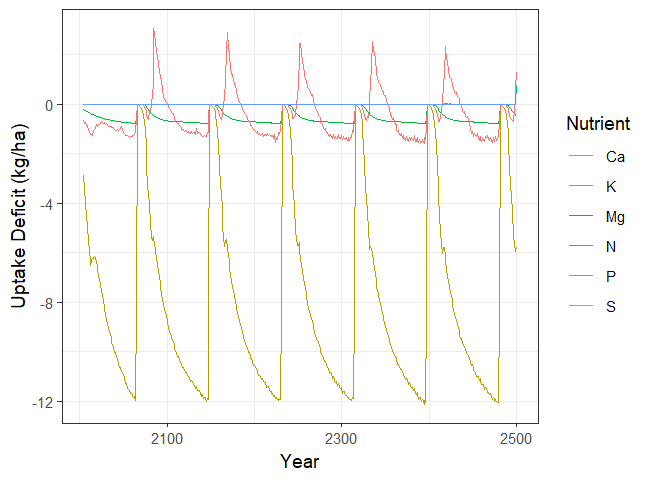 Uptake Deficit (kg/ha)
0
-4
-8
-12
2100
2300
2500
Year
Nutrient
Ca
K
Mg
N
P
S